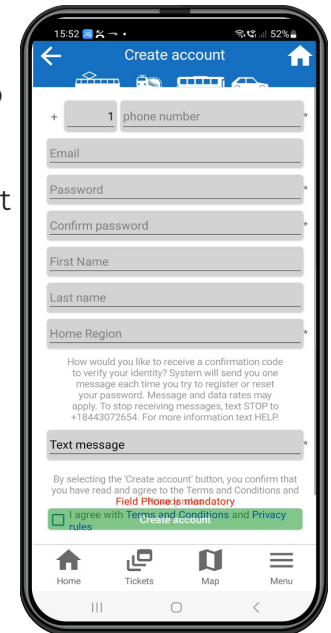 15:52 52%
Create account
+ 1 phone number *
Email
Password *
Confirm password *
First Name
Last name
Home Region *
How would you like to receive a confirmation code
to verify your identity? System will send you one
message each time you try to register or reset
your password. Message and data rates may
apply. To stop receiving messages, text STOP to
+18443072654. For more information text HELP.
Text message *
By selecting the 'Create account' button, you confirm that
you have read and agree to the Terms and Conditions and
Field Phone is mandatory
I agree with Terms and Conditions and Privacy
rules
Create account
Home Tickets Map Menu